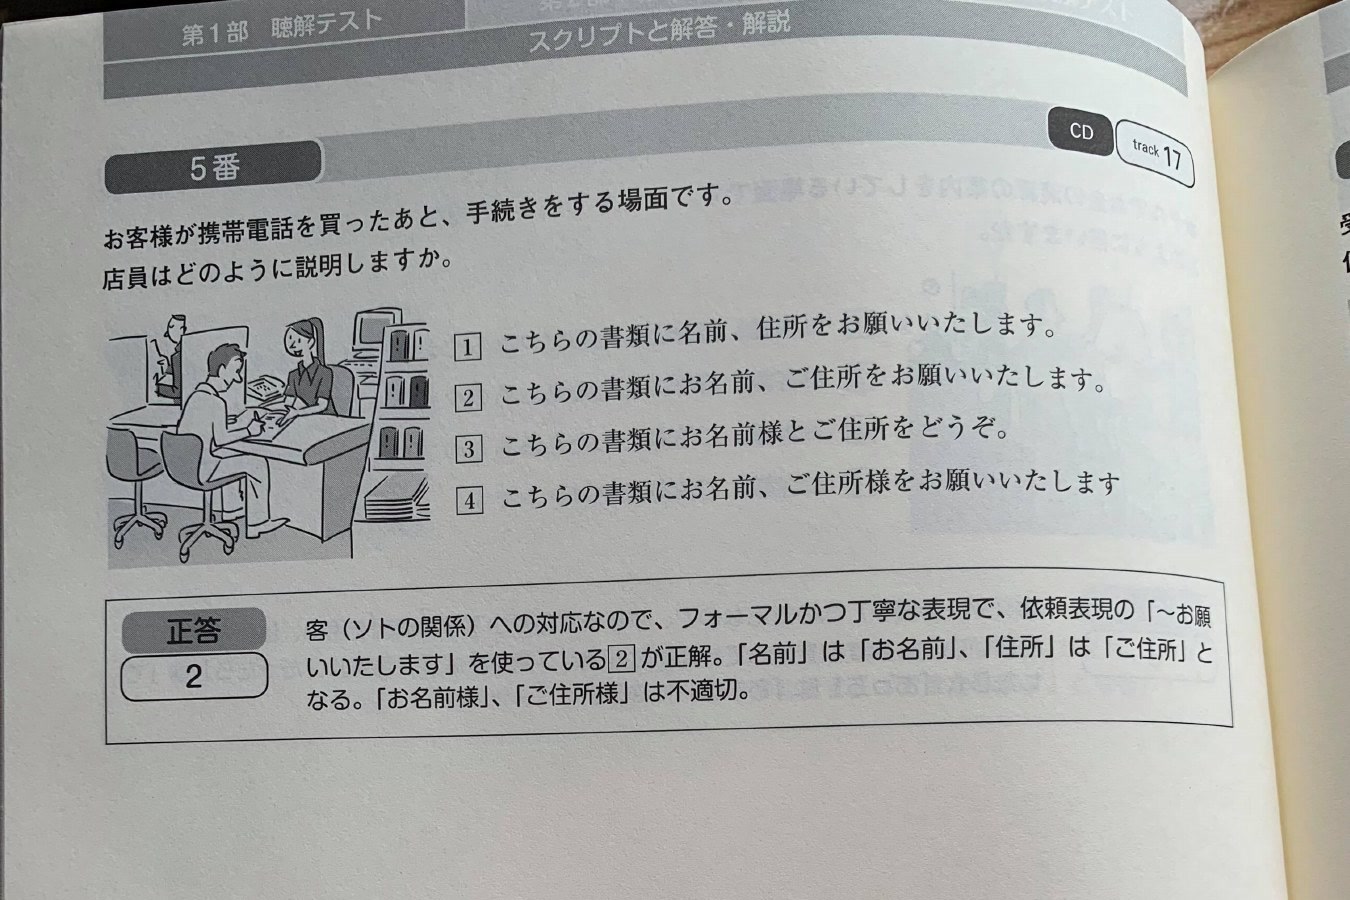 第1部 聴解テスト
スクリプトと解答・解説
5番
CD
track 17
お客様が携帯電話を買ったあと、手続きをする場面です。
店員はどのように説明しますか。
1 こちらの書類に名前、住所をお願いいたします。
2 こちらの書類にお名前、ご住所をお願いいたします。
3 こちらの書類にお名前様とご住所をどうぞ。
4 こちらの書類にお名前、ご住所様をお願いいたします
正答
2
客（ソトの関係）への対応なので、フォーマルかつ丁寧な表現で、依頼表現の「〜お願
いいたします」を使っている2が正解。「名前」は「お名前」、「住所」は「ご住所」と
なる。「お名前様」、「ご住所様」は不適切。